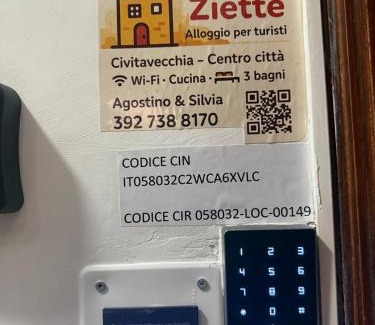 Ziette
Alloggio per turisti
Civitavecchia - Centro città
Wi-Fi · Cucina · 3 bagni
Agostino & Silvia
392 738 8170
CODICE CIN
IT058032C2WCA6XVLC
CODICE CIR 058032-LOC-00149
1 2 3
4 5 6
7 8 9
* 0 #